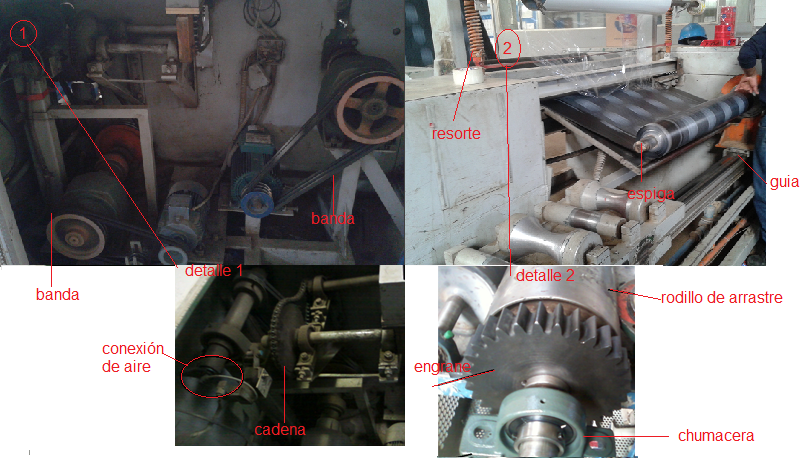 1
2
resorte
espiga
guia
banda
banda
detalle 1
detalle 2
rodillo de arrastre
conexión
de aire
engrane
cadena
chumacera